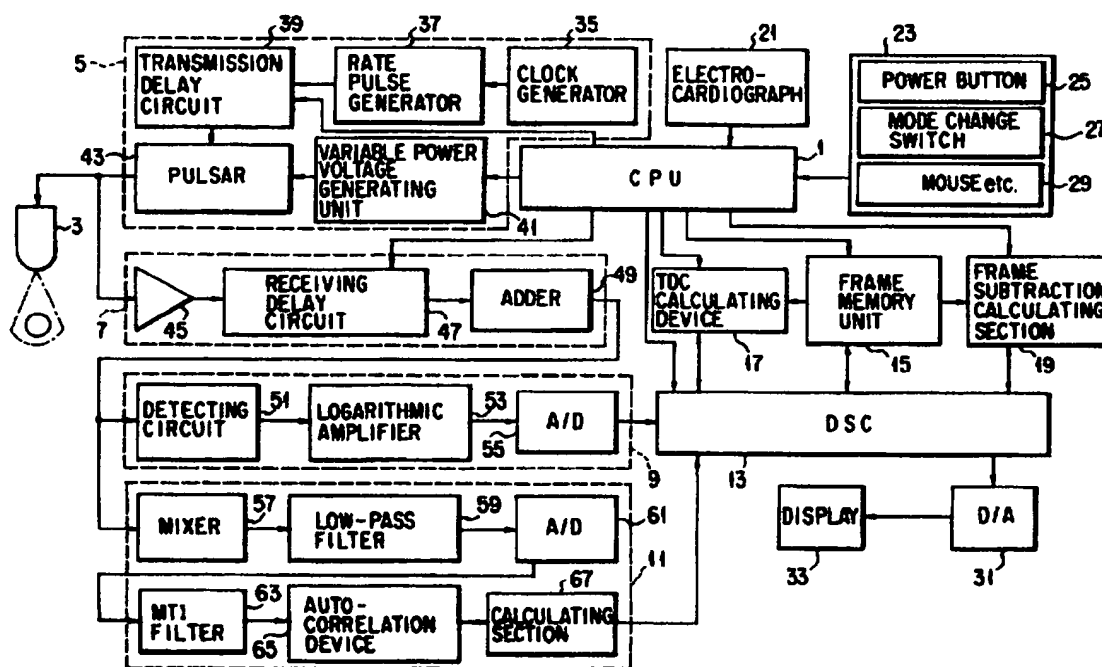 39
37
35
21
23
5
TRANSMISSION
DELAY
CIRCUIT
RATE
PULSE
GENERATOR
CLOCK
GENERATOR
ELECTRO-
CARDIOGRAPH
POWER BUTTON
25
MODE CHANGE
SWITCH
27
MOUSE etc.
29
43
PULSAR
VARIABLE POWER
VOLTAGE
GENERATING
UNIT
41
CPU
1
3
7
45
RECEIVING
DELAY
CIRCUIT
47
ADDER
49
TDC
CALCULATING
DEVICE
17
FRAME
MEMORY
UNIT
15
FRAME
SUBTRACTION
CALCULATING
SECTION
19
DETECTING
CIRCUIT
51
LOGARITHMIC
AMPLIFIER
53
A/D
55
9
DSC
13
MIXER
57
LOW-PASS
FILTER
59
A/D
61
11
DISPLAY
33
D/A
31
MTI
FILTER
63
AUTO-
CORRELATION
DEVICE
65
CALCULATING
SECTION
67